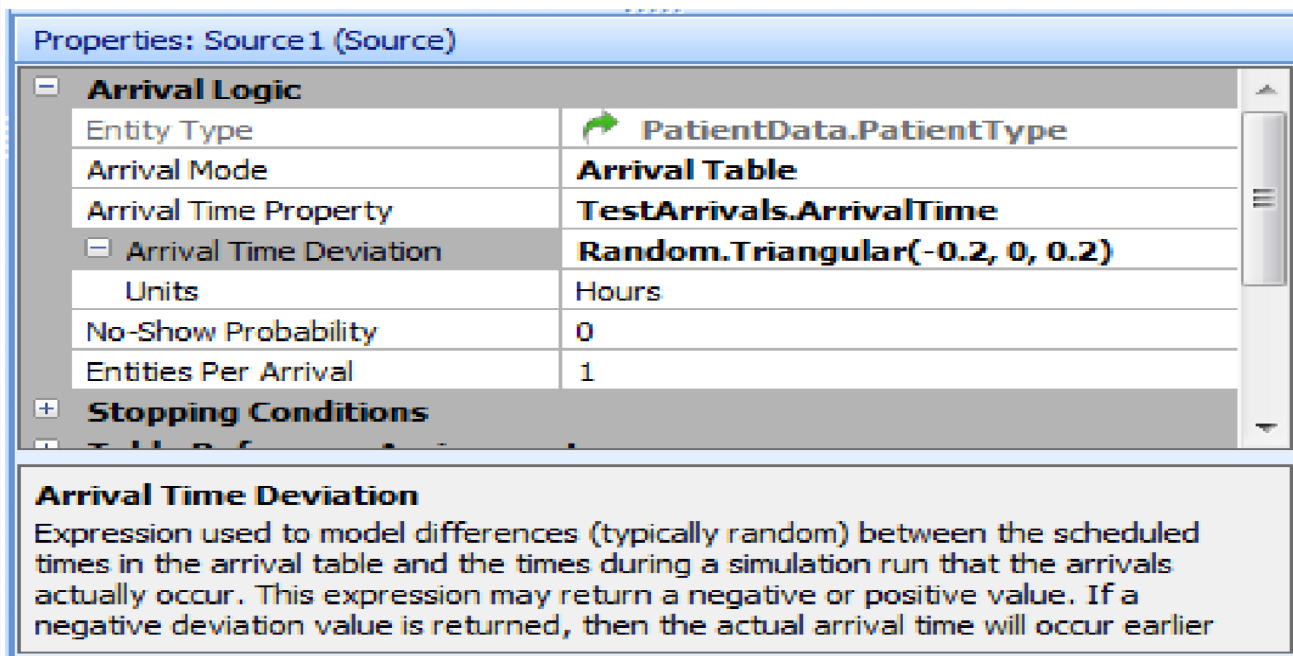 Properties: Source1 (Source)
Arrival Logic
Entity Type PatientData.PatientType
Arrival Mode Arrival Table
Arrival Time Property TestArrivals.ArrivalTime
Arrival Time Deviation Random.Triangular(-0.2, 0, 0.2)
Units Hours
No-Show Probability 0
Entities Per Arrival 1
Stopping Conditions
Arrival Time Deviation
Expression used to model differences (typically random) between the scheduled
times in the arrival table and the times during a simulation run that the arrivals
actually occur. This expression may return a negative or positive value. If a
negative deviation value is returned, then the actual arrival time will occur earlier